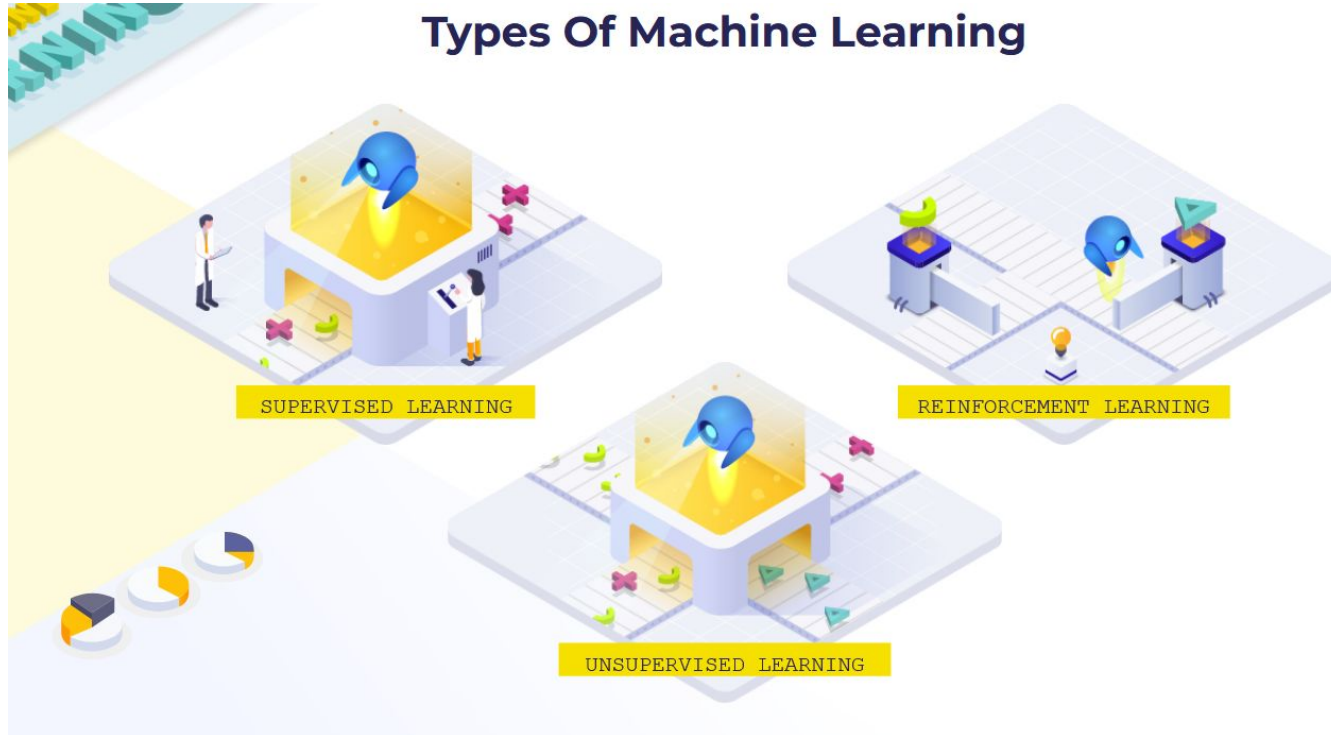 Types Of Machine Learning
SUPERVISED LEARNING
REINFORCEMENT LEARNING
UNSUPERVISED LEARNING